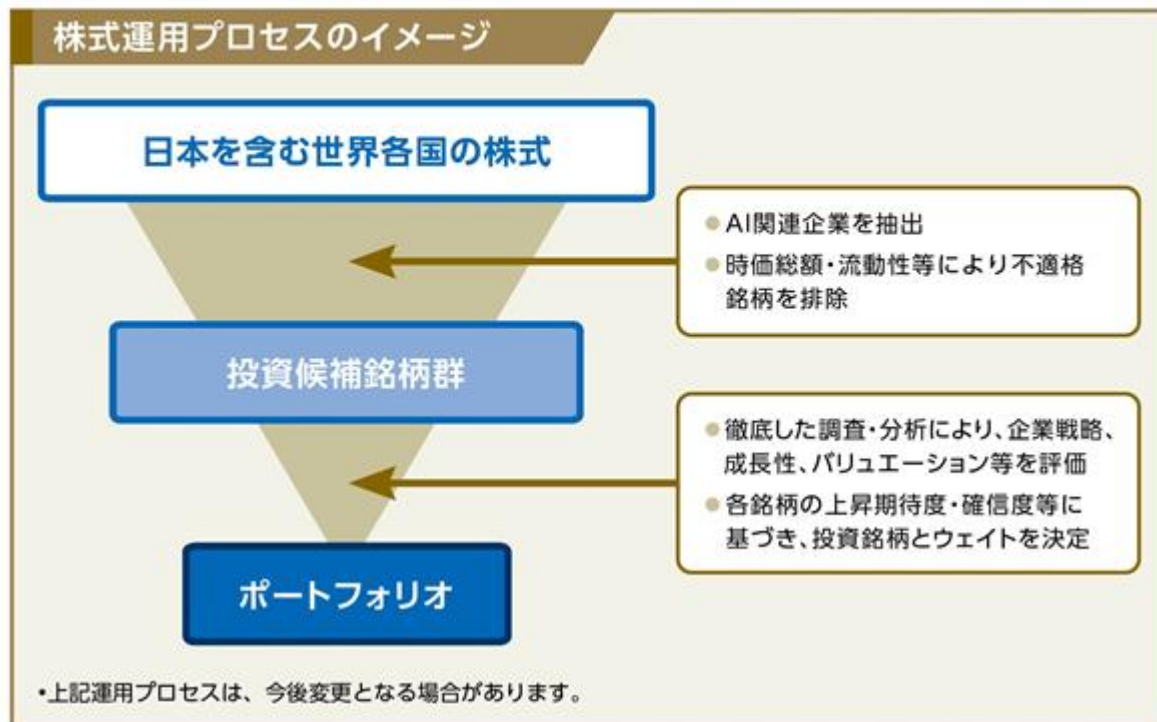 株式運用プロセスのイメージ
日本を含む世界各国の株式
●AI関連企業を抽出
●時価総額・流動性等により不適格
銘柄を排除
投資候補銘柄群
●徹底した調査・分析により、企業戦略、
成長性、バリュエーション等を評価
●各銘柄の上昇期待度・確信度等に
基づき、投資銘柄とウェイトを決定
ポートフォリオ
•上記運用プロセスは、今後変更となる場合があります。